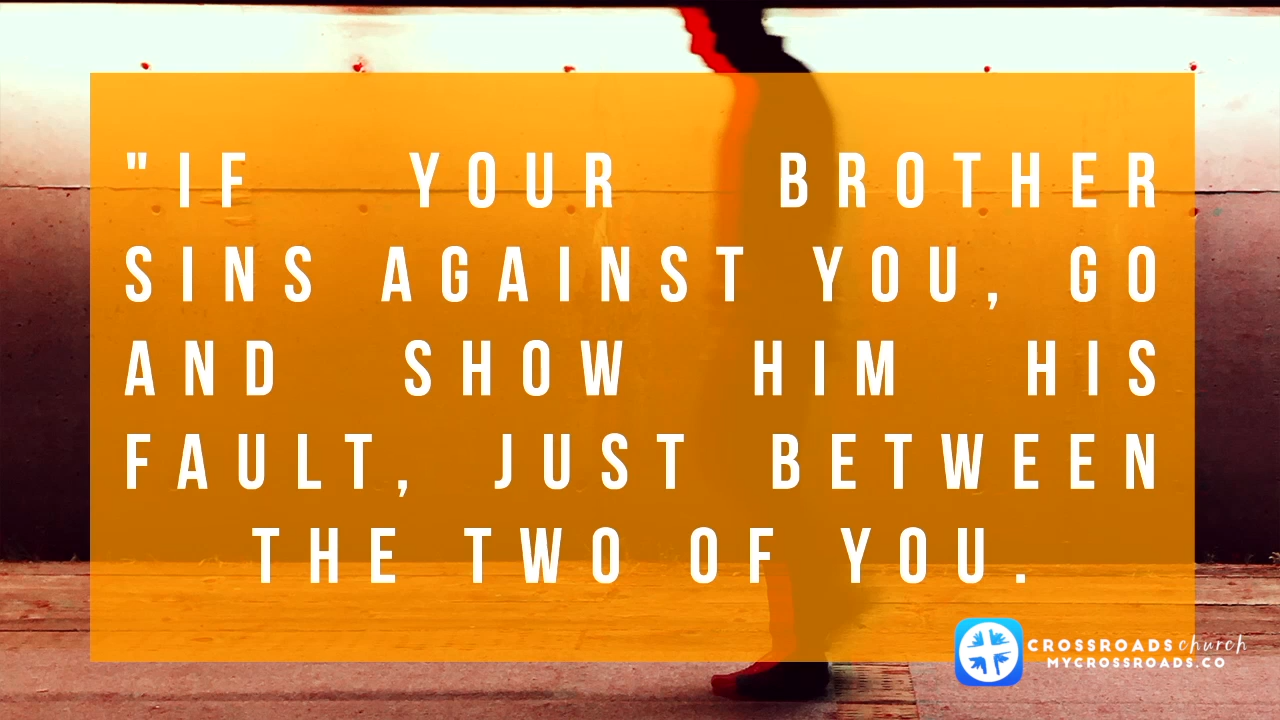 "IF YOUR BROTHER
SINS AGAINST YOU, GO
AND SHOW HIM HIS
FAULT, JUST BETWEEN
THE TWO OF YOU.
CROSSROADS church
MYCROSSROADS.CO